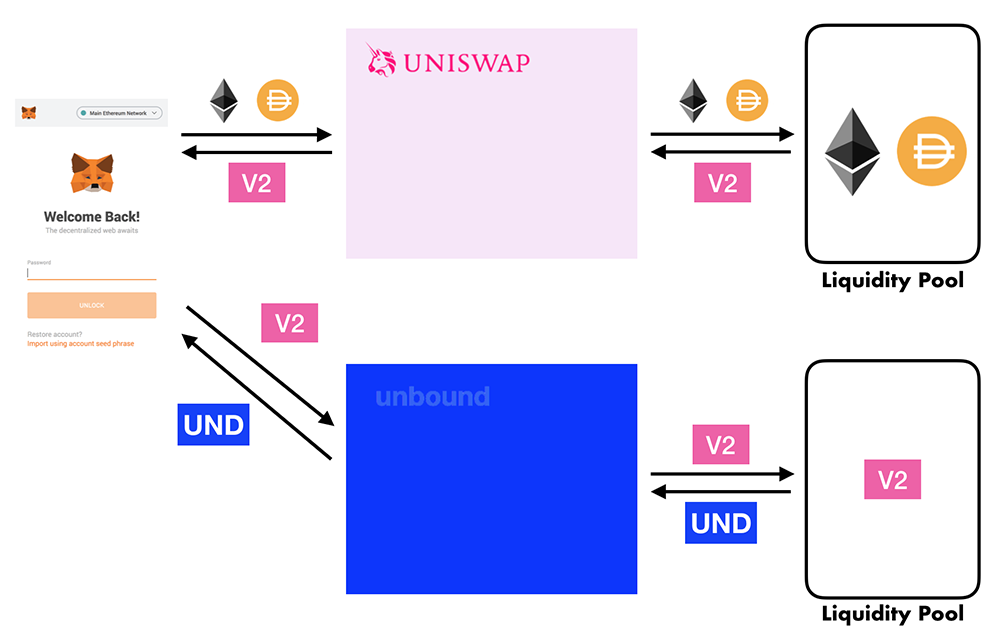 UNISWAP
Main Ethereum Network
V2
V2
Welcome Back!
The decentralized web awaits
Password
UNLOCK
Restore account?
Import using account seed phrase
Liquidity Pool
V2
unbound
UND
V2
V2
UND
Liquidity Pool